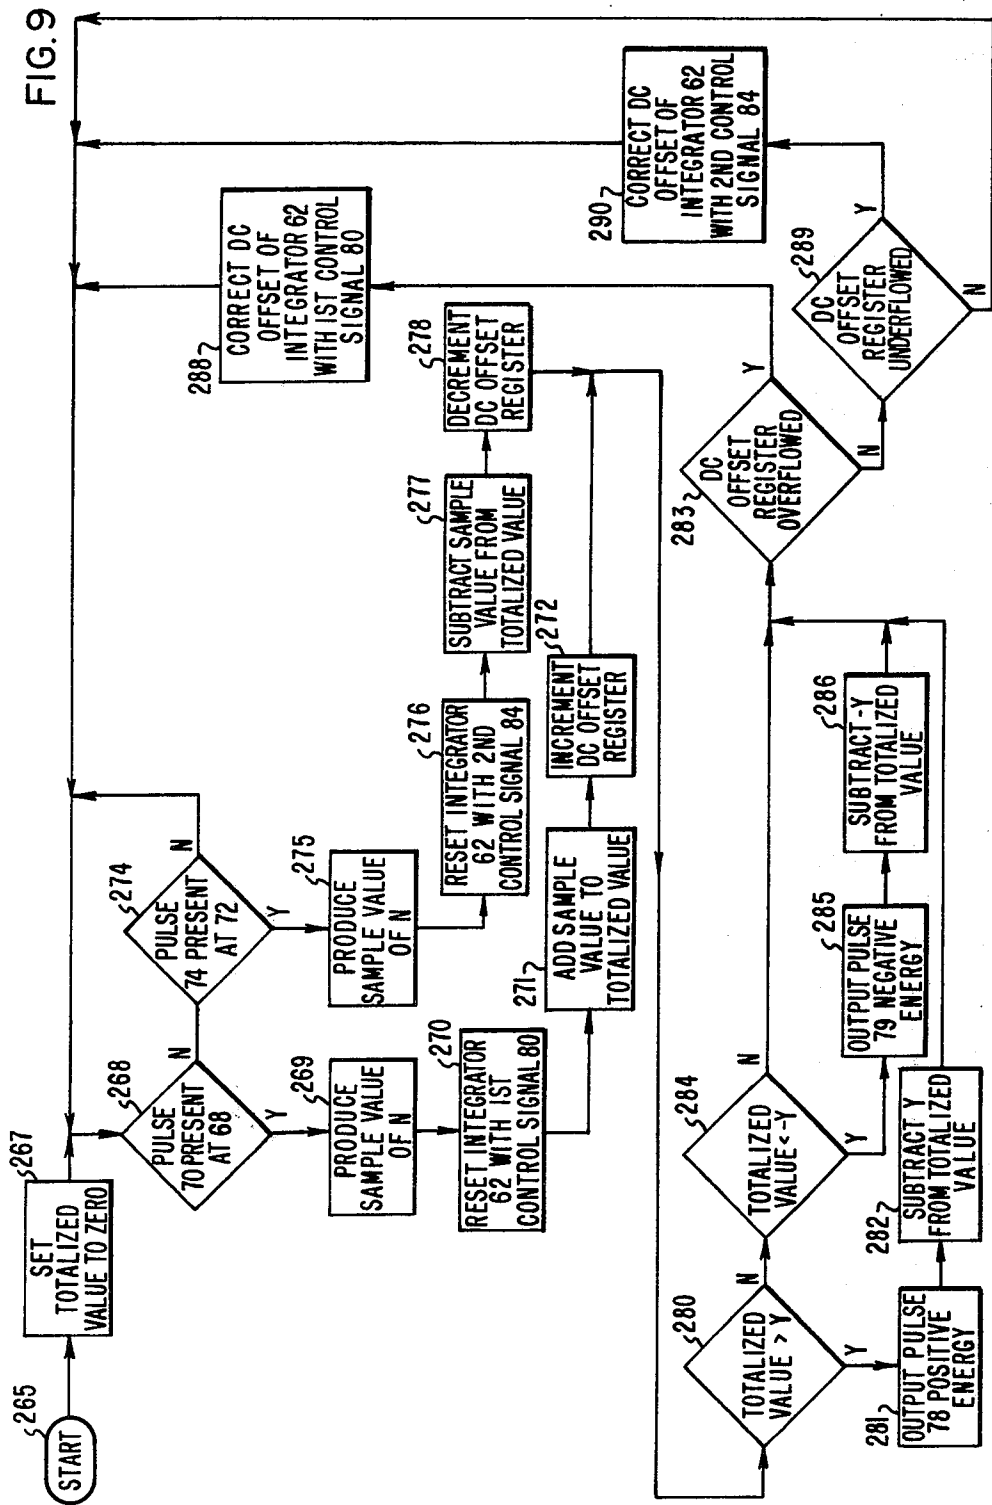 FIG. 9
265
START
267
SET
TOTALIZED
VALUE TO ZERO
268
PULSE
70 PRESENT
AT 68
N
Y
274
PULSE
74 PRESENT
AT 72
N
Y
269
PRODUCE
SAMPLE VALUE
OF N
275
PRODUCE
SAMPLE VALUE
OF N
270
RESET INTEGRATOR
62 WITH 1ST
CONTROL SIGNAL 80
276
RESET INTEGRATOR
62 WITH 2ND
CONTROL SIGNAL 84
271
ADD SAMPLE
VALUE TO
TOTALIZED VALUE
277
SUBTRACT SAMPLE
VALUE FROM
TOTALIZED VALUE
272
INCREMENT
DC OFFSET
REGISTER
278
DECREMENT
DC OFFSET
REGISTER
280
TOTALIZED
VALUE > Y
N
Y
284
TOTALIZED
VALUE<-Y
N
Y
281
OUTPUT PULSE
78 POSITIVE
ENERGY
282
SUBTRACT Y
FROM TOTALIZED
VALUE
285
OUTPUT PULSE
79 NEGATIVE
ENERGY
286
SUBTRACT -Y
FROM TOTALIZED
VALUE
283
DC
OFFSET
REGISTER
OVERFLOWED
Y
N
288
CORRECT DC
OFFSET OF
INTEGRATOR 62
WITH 1ST CONTROL
SIGNAL 80
289
DC
OFFSET
REGISTER
UNDERFLOWED
Y
N
290
CORRECT DC
OFFSET OF
INTEGRATOR 62
WITH 2ND CONTROL
SIGNAL 84